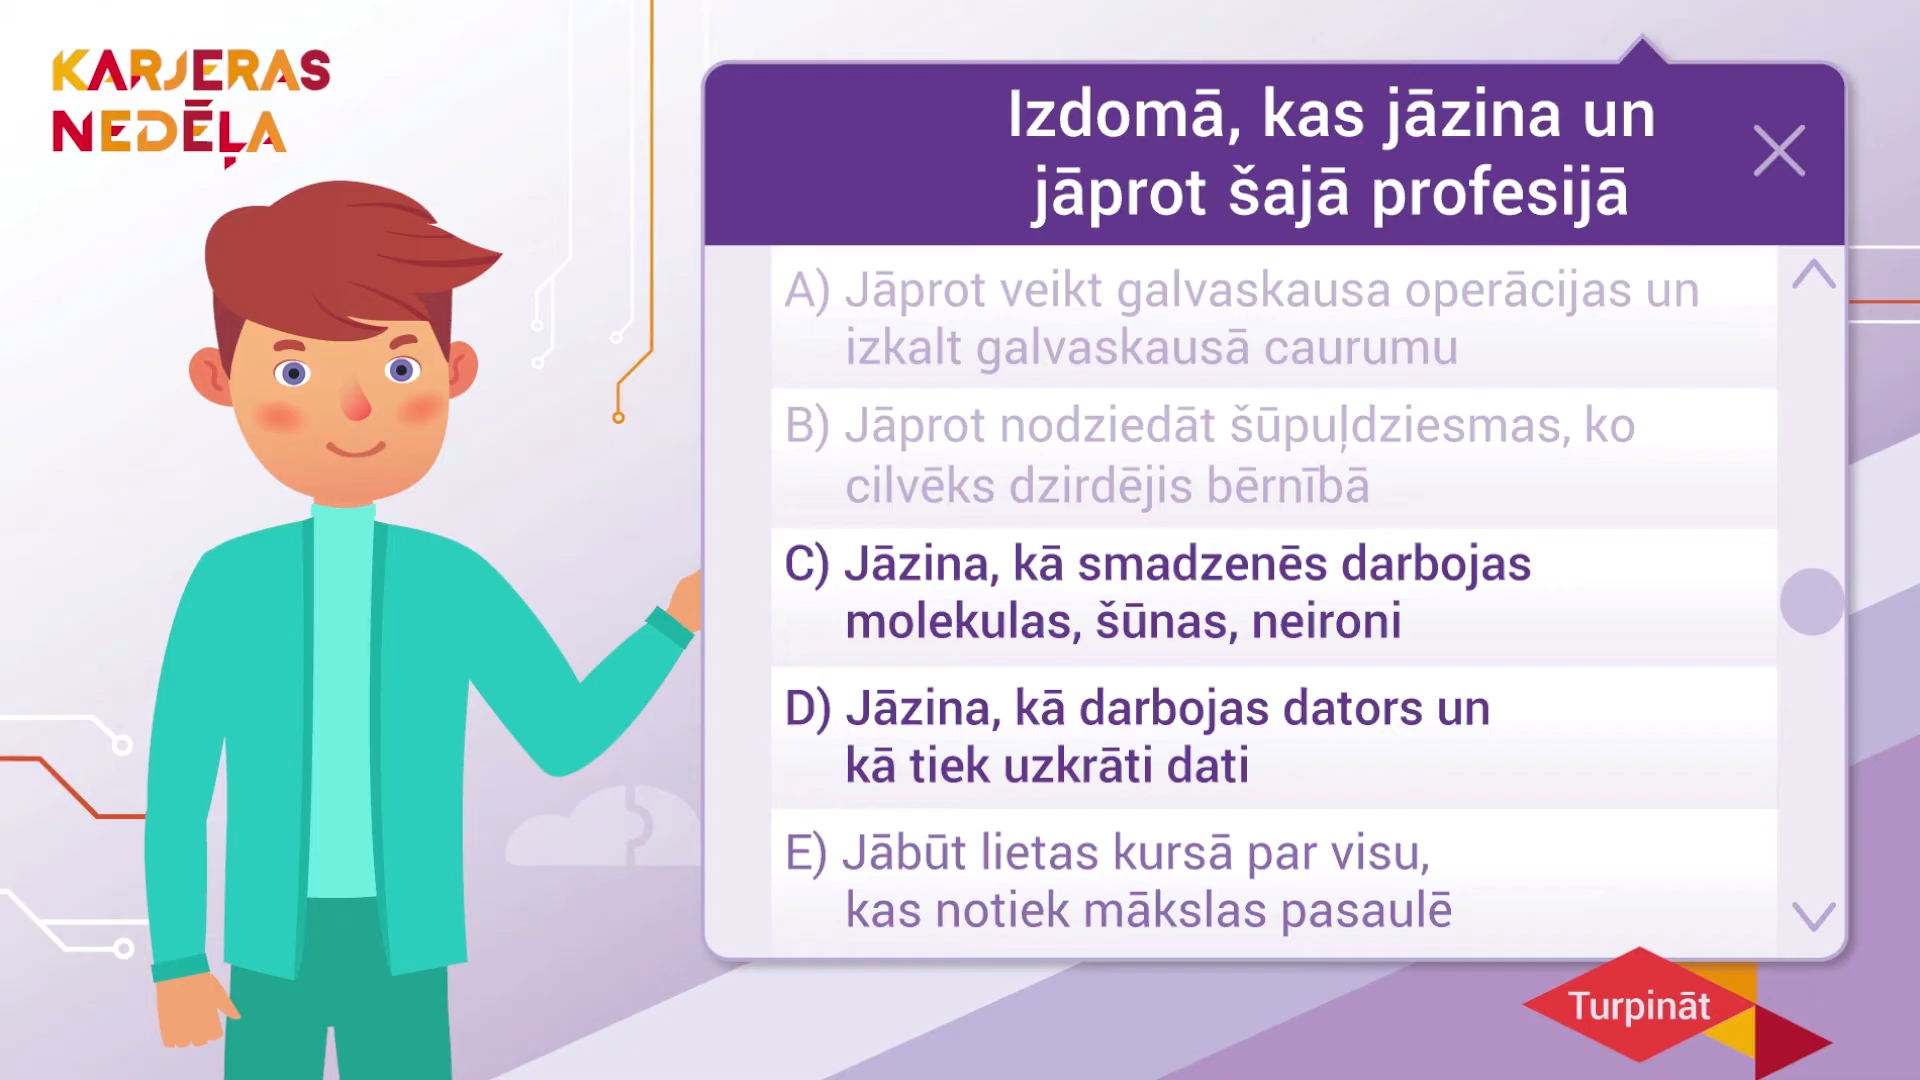 KARJERAS
NEDĒĻA
Izdomā, kas jāzina un
jāprot šajā profesijā
A) Jāprot veikt galvaskausa operācijas un
izkalt galvaskausā caurumu
B) Jāprot nodziedāt šūpuļdziesmas, ko
cilvēks dzirdējis bērnībā
C) Jāzina, kā smadzenēs darbojas
molekulas, šūnas, neironi
D) Jāzina, kā darbojas dators un
kā tiek uzkrāti dati
E) Jābūt lietas kursā par visu,
kas notiek mākslas pasaulē
Turpināt